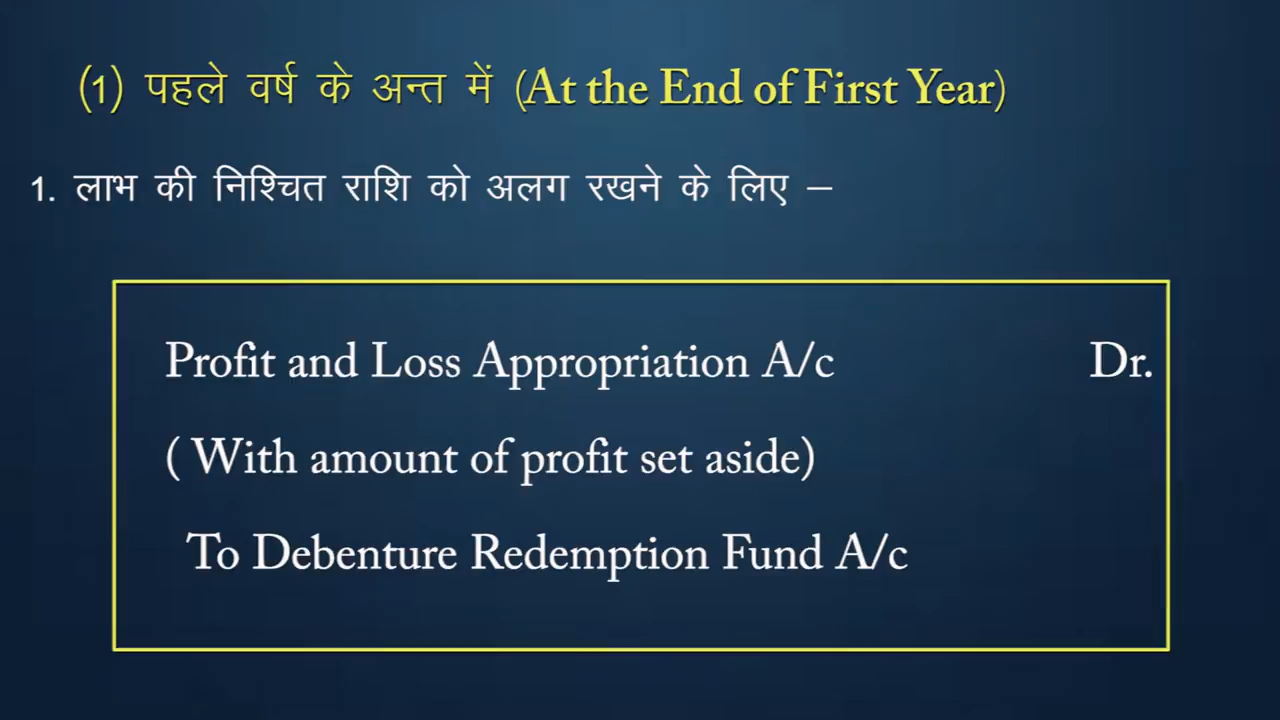 (1) पहले वर्ष के अन्त में (At the End of First Year)
1. लाभ की निश्चित राशि को अलग रखने के लिए –
Profit and Loss Appropriation A/c Dr.
( With amount of profit set aside)
To Debenture Redemption Fund A/c